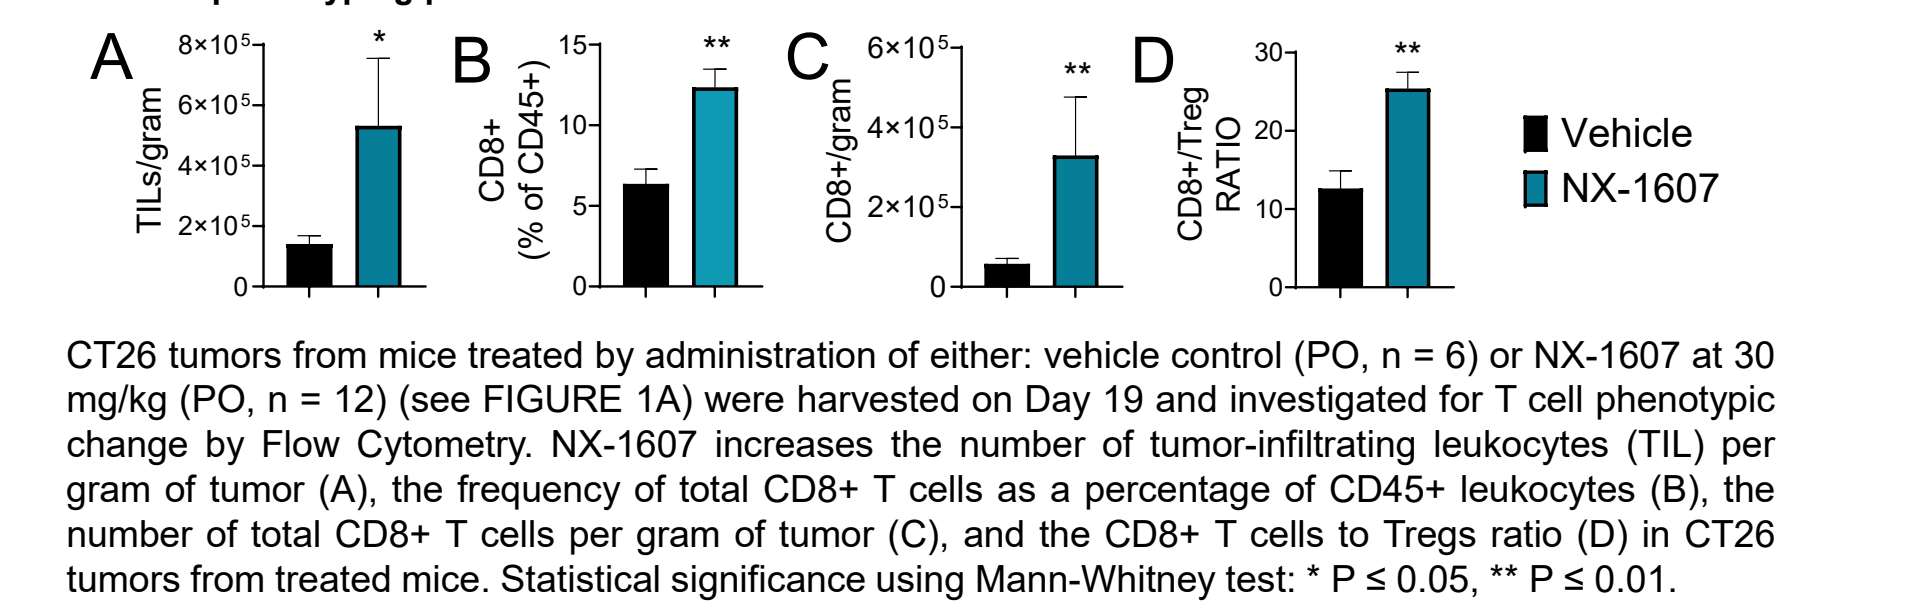 A
8×10⁵
6×10⁵
4×10⁵
2×10⁵
0
TILs/gram
*
B
15
10
5
0
CD8+
(% of CD45+)
**
C
6×10⁵
4×10⁵
2×10⁵
0
CD8+/gram
**
D
30
20
10
0
CD8+/Treg
RATIO
**
Vehicle
NX-1607
CT26 tumors from mice treated by administration of either: vehicle control (PO, n = 6) or NX-1607 at 30
mg/kg (PO, n = 12) (see FIGURE 1A) were harvested on Day 19 and investigated for T cell phenotypic
change by Flow Cytometry. NX-1607 increases the number of tumor-infiltrating leukocytes (TIL) per
gram of tumor (A), the frequency of total CD8+ T cells as a percentage of CD45+ leukocytes (B), the
number of total CD8+ T cells per gram of tumor (C), and the CD8+ T cells to Tregs ratio (D) in CT26
tumors from treated mice. Statistical significance using Mann-Whitney test: * P ≤ 0.05, ** P ≤ 0.01.